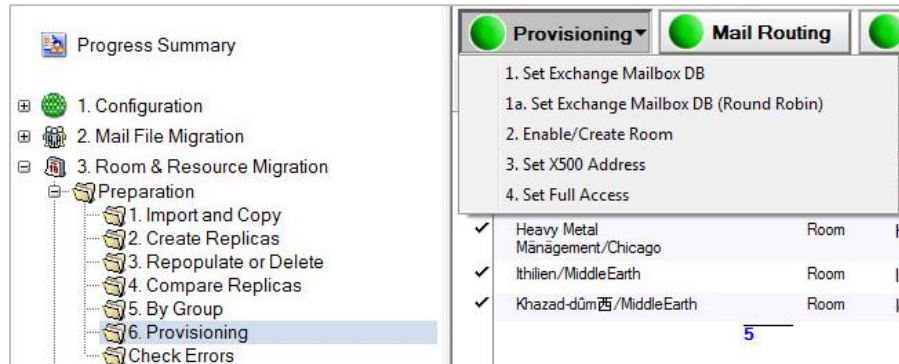 Progress Summary
1. Configuration
2. Mail File Migration
3. Room & Resource Migration
Preparation
1. Import and Copy
2. Create Replicas
3. Repopulate or Delete
4. Compare Replicas
5. By Group
6. Provisioning
Check Errors
Provisioning
Mail Routing
1. Set Exchange Mailbox DB
1a. Set Exchange Mailbox DB (Round Robin)
2. Enable/Create Room
3. Set X500 Address
4. Set Full Access
Heavy Metal Room
Mänägement/Chicago
Ithilien/MiddleEarth Room
Khazad-dûm西/MiddleEarth Room
5